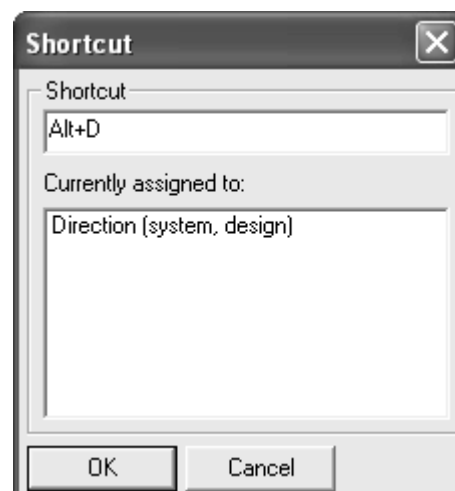 Shortcut
Shortcut
Alt+D
Currently assigned to:
Direction (system, design)
OK
Cancel